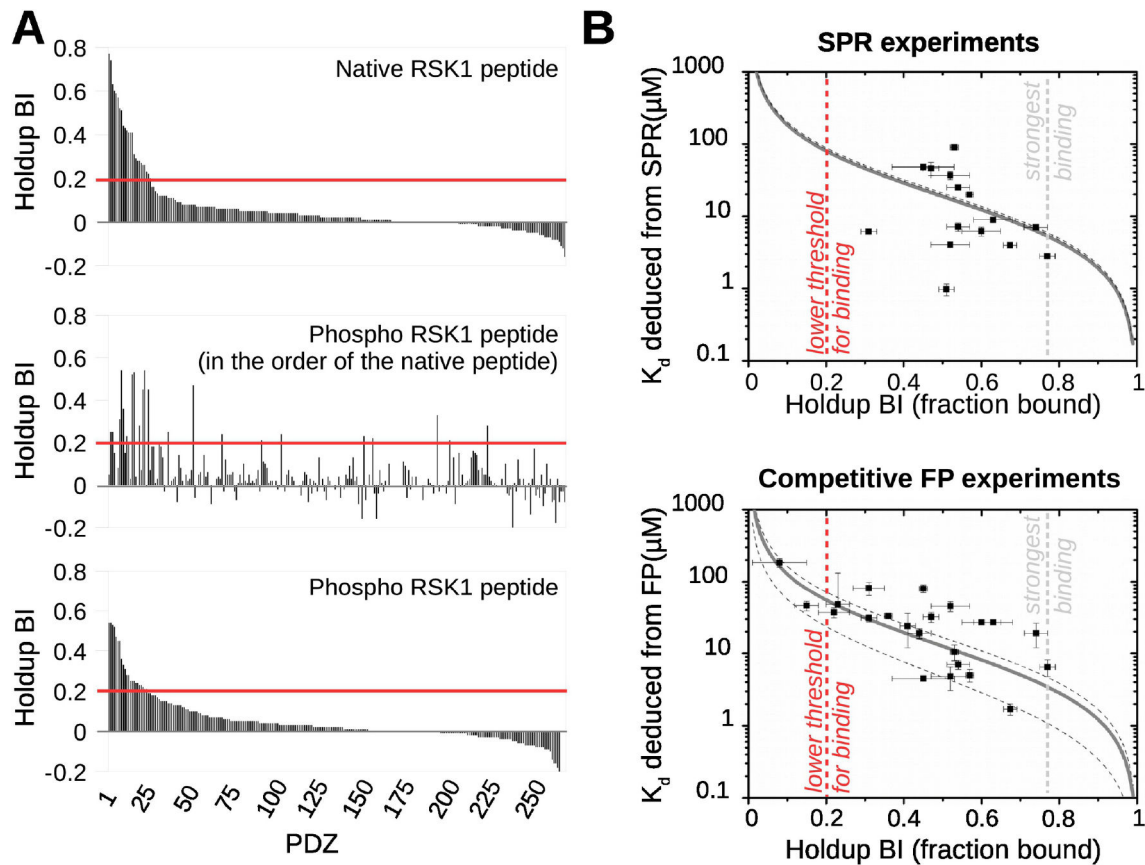 A
0.8
0.6
0.4
0.2
0
-0.2
Holdup BI
Native RSK1 peptide
0.8
0.6
0.4
0.2
0
-0.2
Holdup BI
Phospho RSK1 peptide
(in the order of the native peptide)
0.8
0.6
0.4
0.2
0
-0.2
Holdup BI
Phospho RSK1 peptide
1
25
50
75
100
125
150
175
200
225
250
PDZ
B
SPR experiments
1000
100
10
1
0.1
Kd deduced from SPR(µM)
lower threshold
for binding
strongest
binding
0 0.2 0.4 0.6 0.8 1
Holdup BI (fraction bound)
Competitive FP experiments
1000
100
10
1
0.1
Kd deduced from FP(µM)
lower threshold
for binding
strongest
binding
0 0.2 0.4 0.6 0.8 1
Holdup BI (fraction bound)